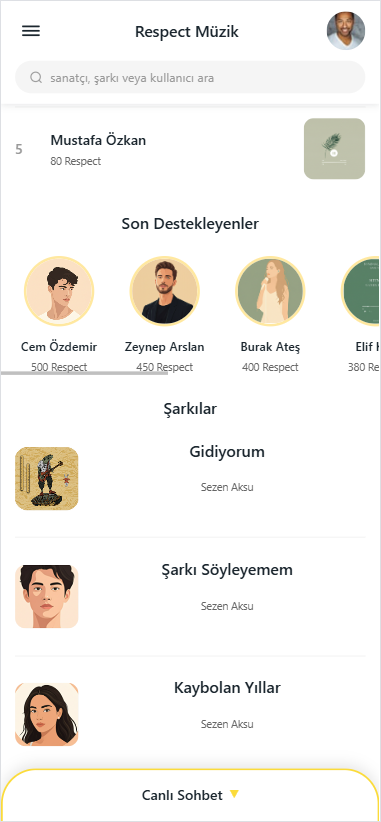 Respect Müzik
sanatçı, şarkı veya kullanıcı ara
5
Mustafa Özkan
80 Respect
Son Destekleyenler
Cem Özdemir
Zeynep Arslan
Burak Ateş
Elif
500 Respect
450 Respect
400 Respect
380 Re
Şarkılar
Gidiyorum
Sezen Aksu
Şarkı Söyleyemem
Sezen Aksu
Kaybolan Yıllar
Sezen Aksu
Canlı Sohbet